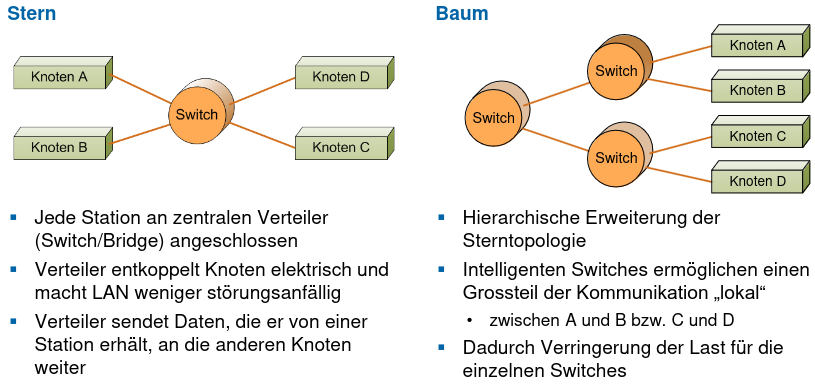 Stern
Knoten A
Knoten B
Switch
Knoten D
Knoten C
▪ Jede Station an zentralen Verteiler
(Switch/Bridge) angeschlossen
▪ Verteiler entkoppelt Knoten elektrisch und
macht LAN weniger störungsanfällig
▪ Verteiler sendet Daten, die er von einer
Station erhält, an die anderen Knoten
weiter
Baum
Switch
Switch
Switch
Knoten A
Knoten B
Knoten C
Knoten D
▪ Hierarchische Erweiterung der
Sterntopologie
▪ Intelligenten Switches ermöglichen einen
Grossteil der Kommunikation „lokal“
• zwischen A und B bzw. C und D
▪ Dadurch Verringerung der Last für die
einzelnen Switches